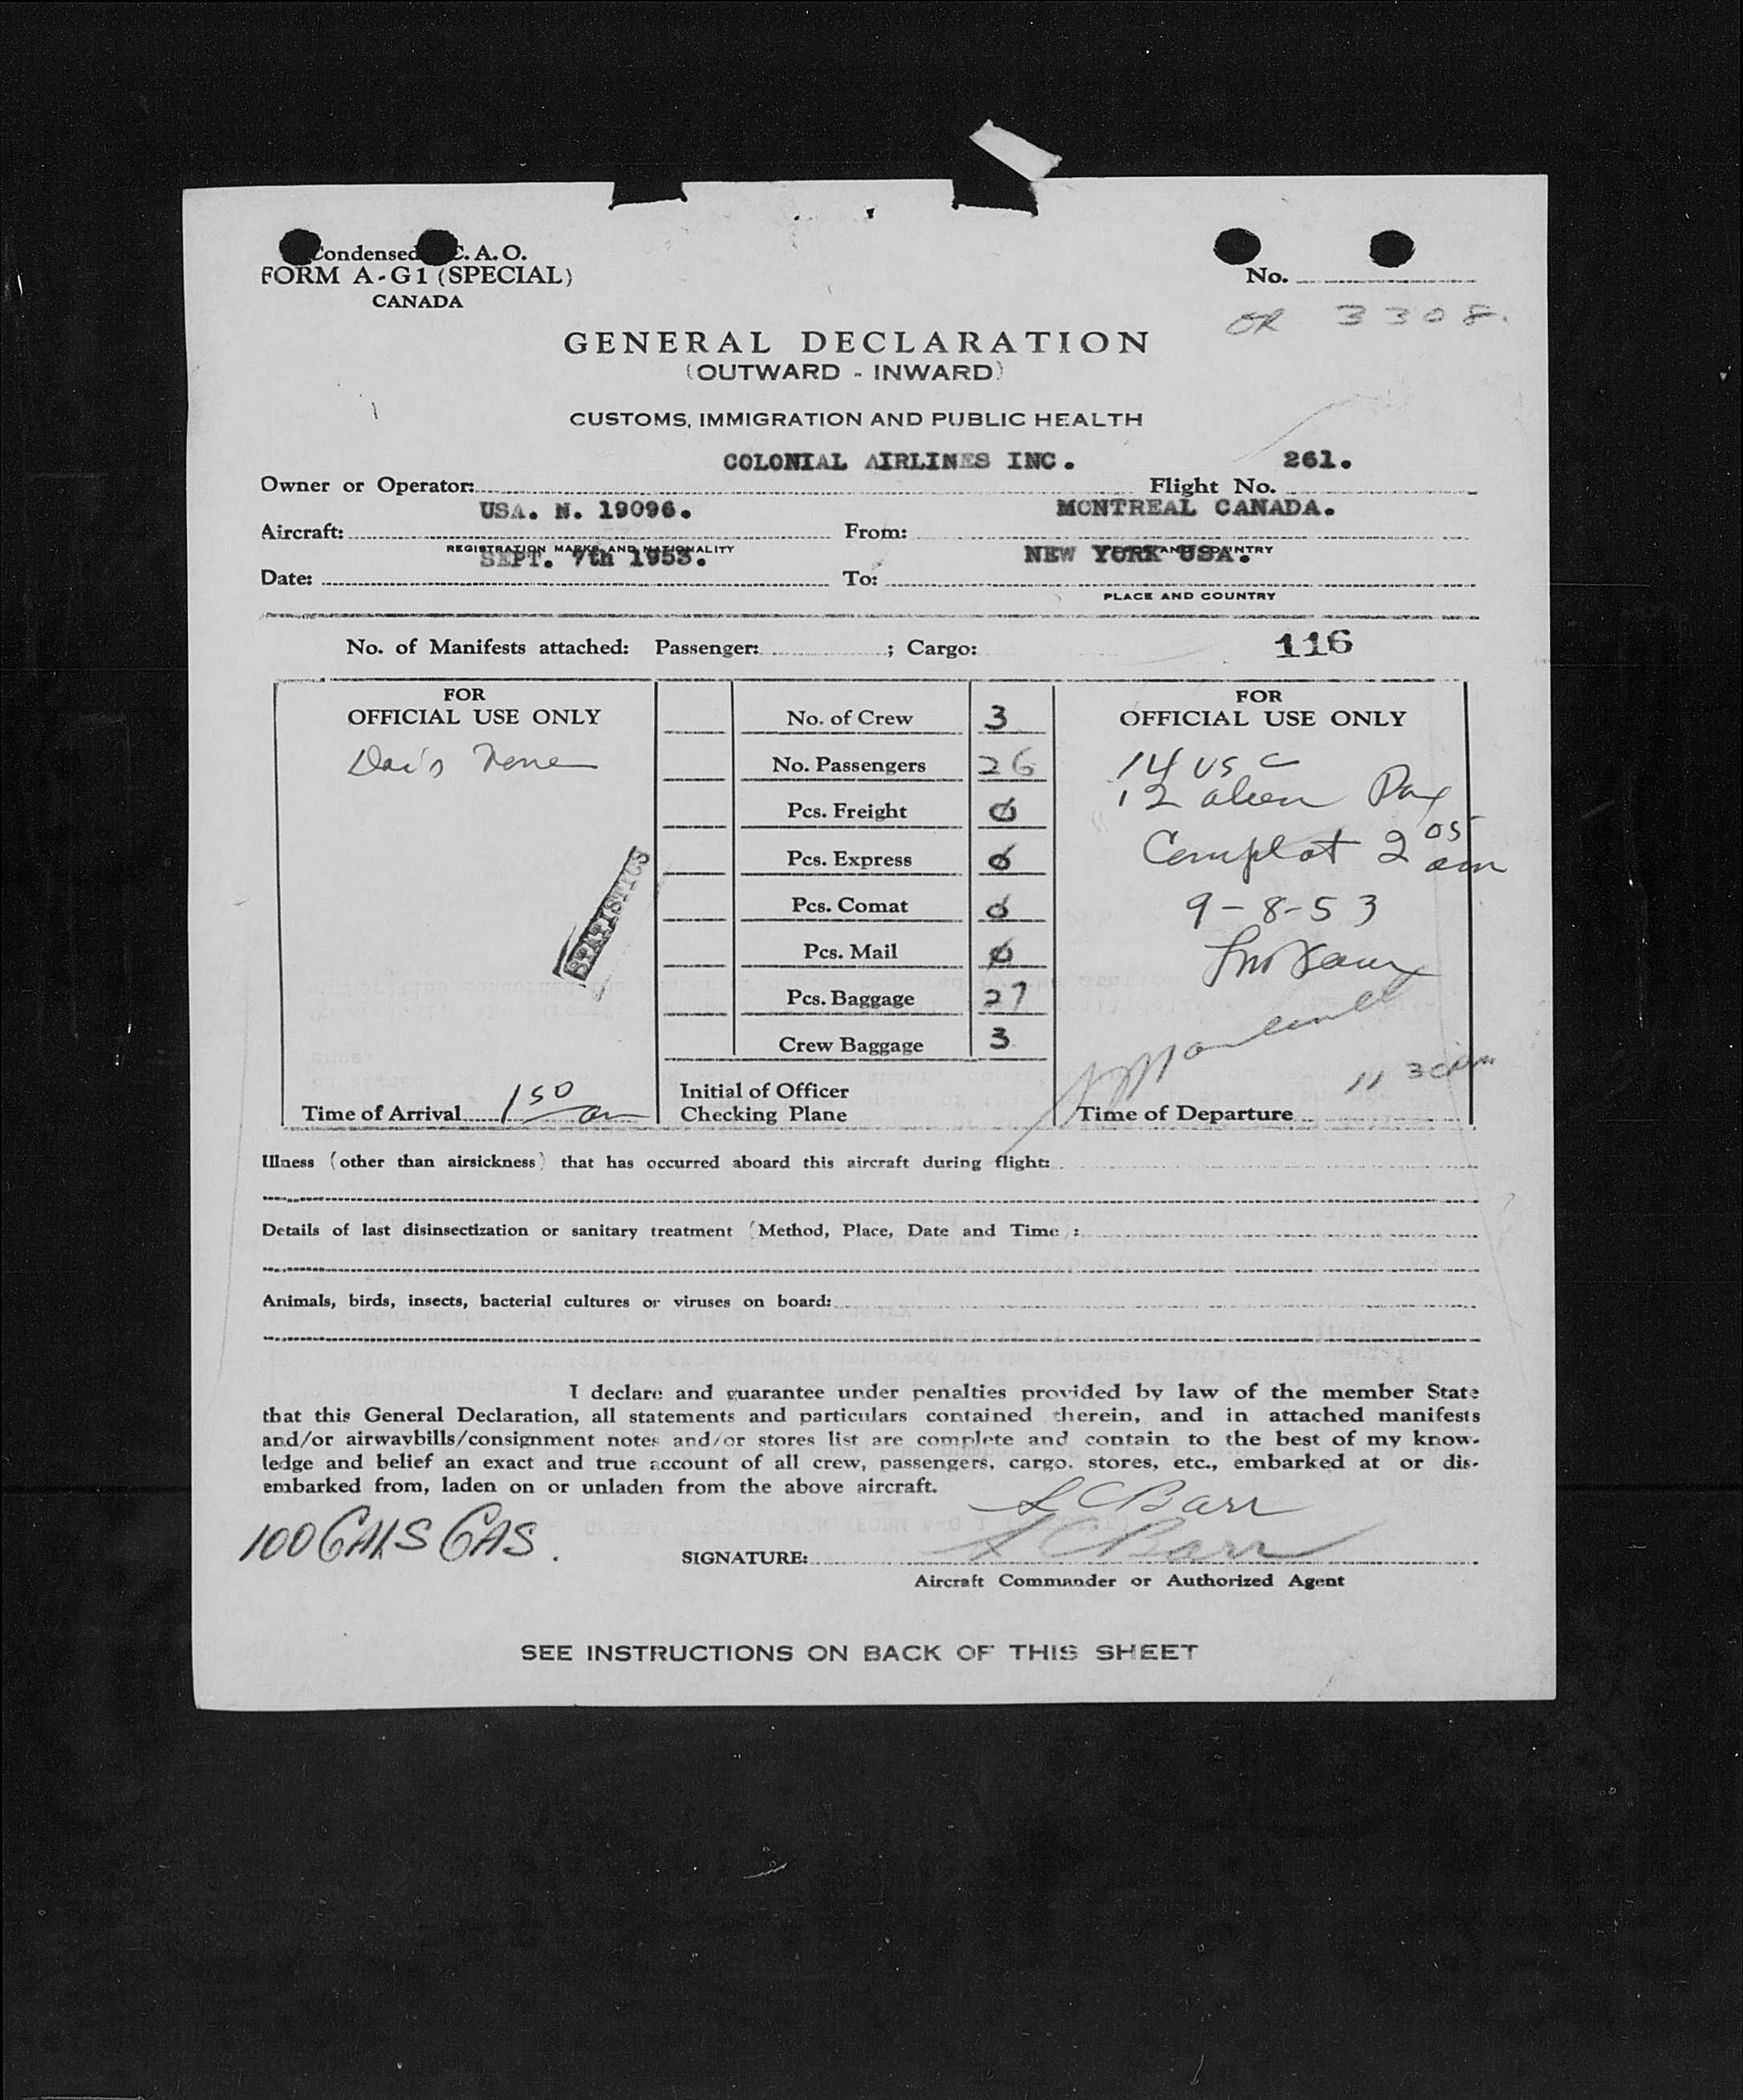 Condensed C. A. O.
FORM A-G1 (SPECIAL)
CANADA
No.
OR 3308.
GENERAL DECLARATION
(OUTWARD - INWARD)
CUSTOMS, IMMIGRATION AND PUBLIC HEALTH
Owner or Operator: COLONIAL AIRLINES INC. Flight No. 261.
Aircraft: USA. N. 19096. From: MONTREAL CANADA.
REGISTRATION MARKS AND NATIONALITY PLACE AND COUNTRY
Date: SEPT. 7th 1953. To: NEW YORK USA.
PLACE AND COUNTRY
No. of Manifests attached: Passenger: ; Cargo: 116
FOR
OFFICIAL USE ONLY
None
STATISTICS
Time of Arrival 1 50 am
No. of Crew 3
No. Passengers 26
Pcs. Freight Ø
Pcs. Express Ø
Pcs. Comat Ø
Pcs. Mail Ø
Pcs. Baggage 27
Crew Baggage 3
Initial of Officer
Checking Plane
FOR
OFFICIAL USE ONLY
14 USC
12 alien Pax
Complet 2 05 am
9-8-53
11 30 pm
Time of Departure
Illness (other than airsickness) that has occurred aboard this aircraft during flight:
Details of last disinsectization or sanitary treatment (Method, Place, Date and Time):
Animals, birds, insects, bacterial cultures or viruses on board:
I declare and guarantee under penalties provided by law of the member State
that this General Declaration, all statements and particulars contained therein, and in attached manifests
and/or airwaybills/consignment notes and/or stores list are complete and contain to the best of my know-
ledge and belief an exact and true account of all crew, passengers, cargo, stores, etc., embarked at or dis-
embarked from, laden on or unladen from the above aircraft.
L C Barr
100 GALS GAS.
SIGNATURE: L C Barr
Aircraft Commander or Authorized Agent
SEE INSTRUCTIONS ON BACK OF THIS SHEET